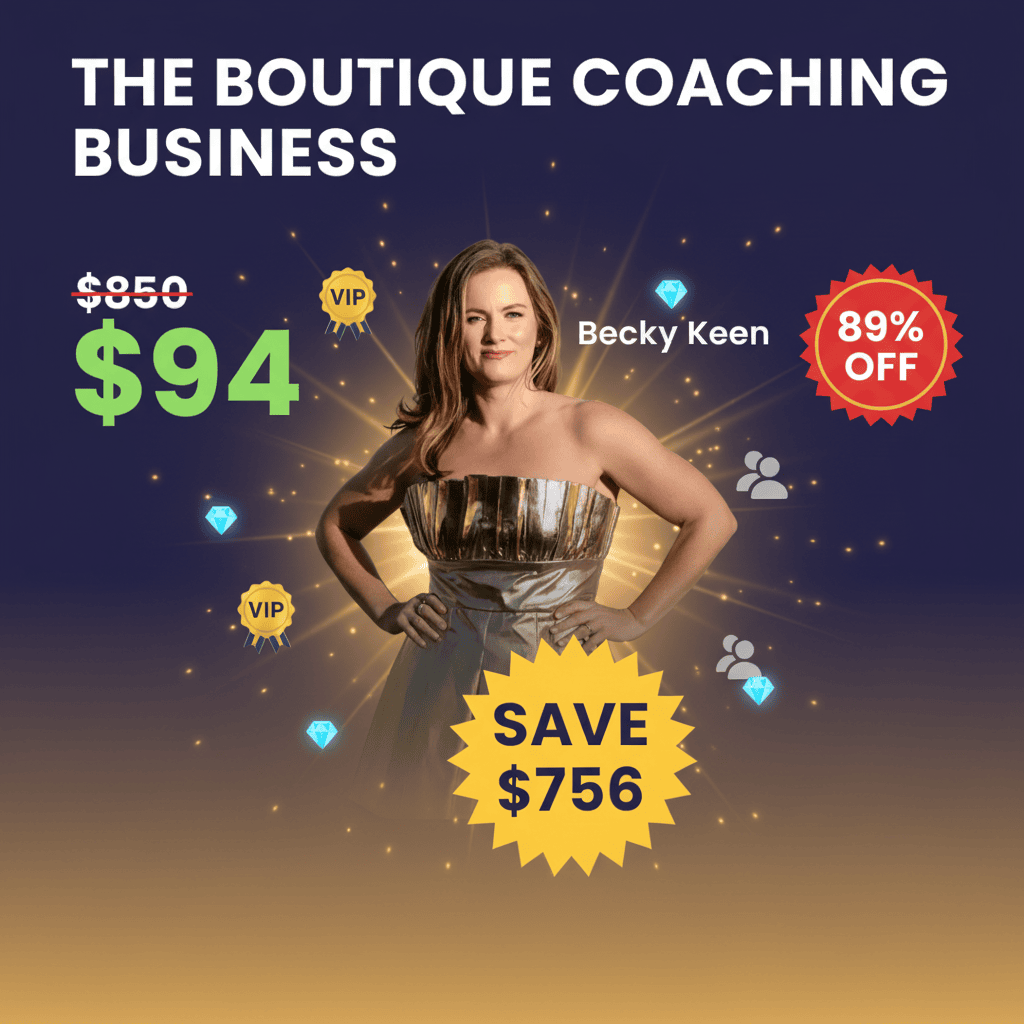 THE BOUTIQUE COACHING
BUSINESS
$850
$94
VIP
Becky Keen
89%
OFF
VIP
SAVE
$756